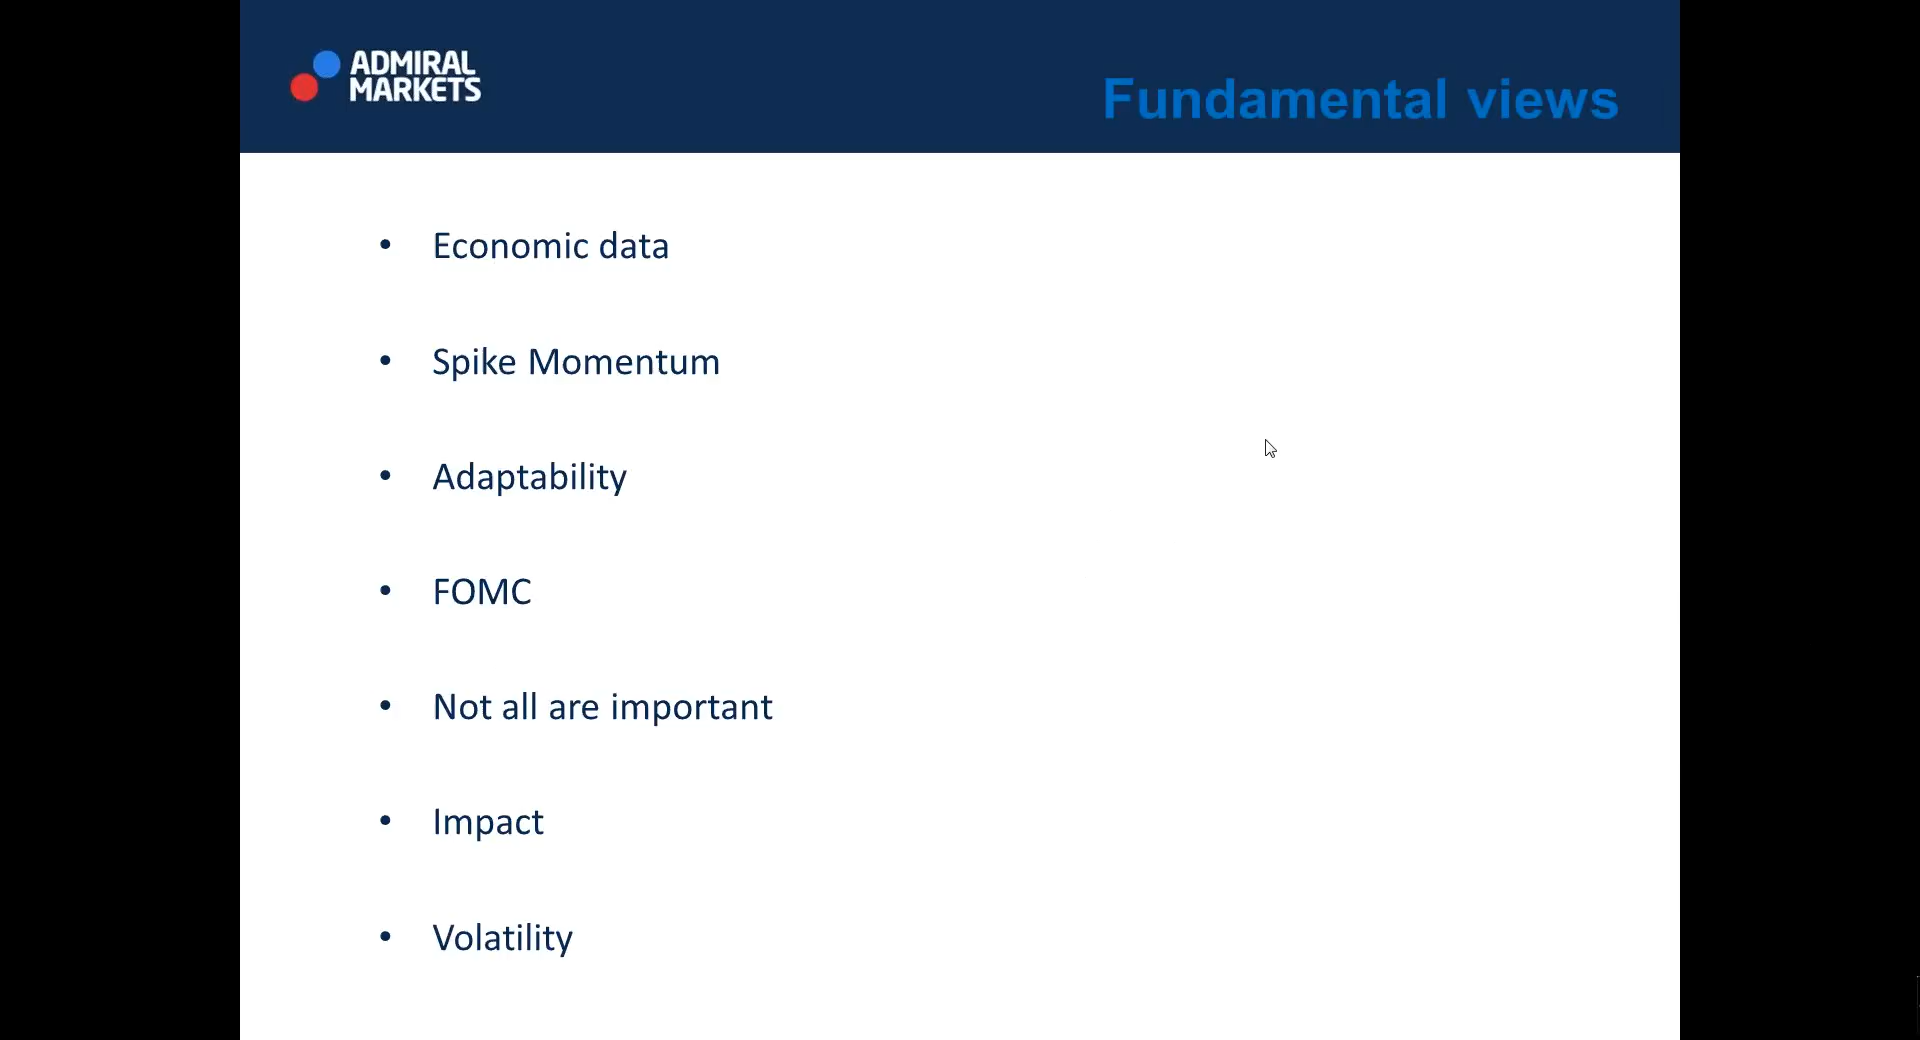 ADMIRAL
MARKETS
Fundamental views
• Economic data
• Spike Momentum
• Adaptability
• FOMC
• Not all are important
• Impact
• Volatility